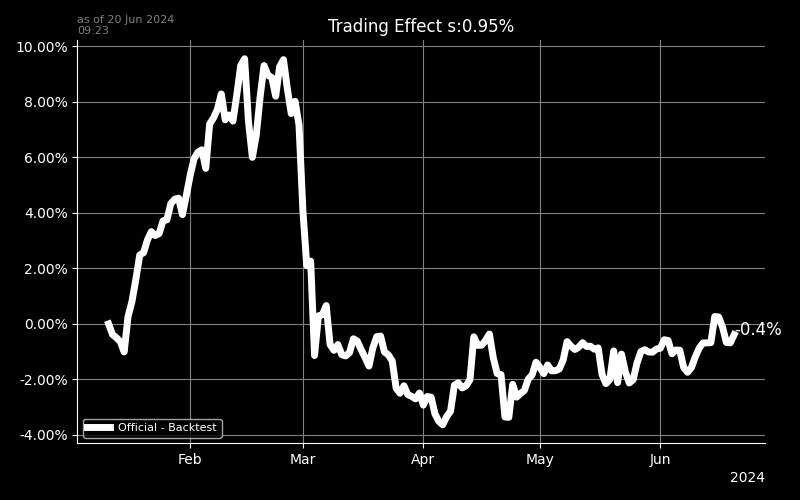 as of 20 Jun 2024
09:23
Trading Effect s:0.95%
10.00%
8.00%
6.00%
4.00%
2.00%
0.00%
-2.00%
-4.00%
-0.4%
Official - Backtest
Feb Mar Apr May Jun
2024